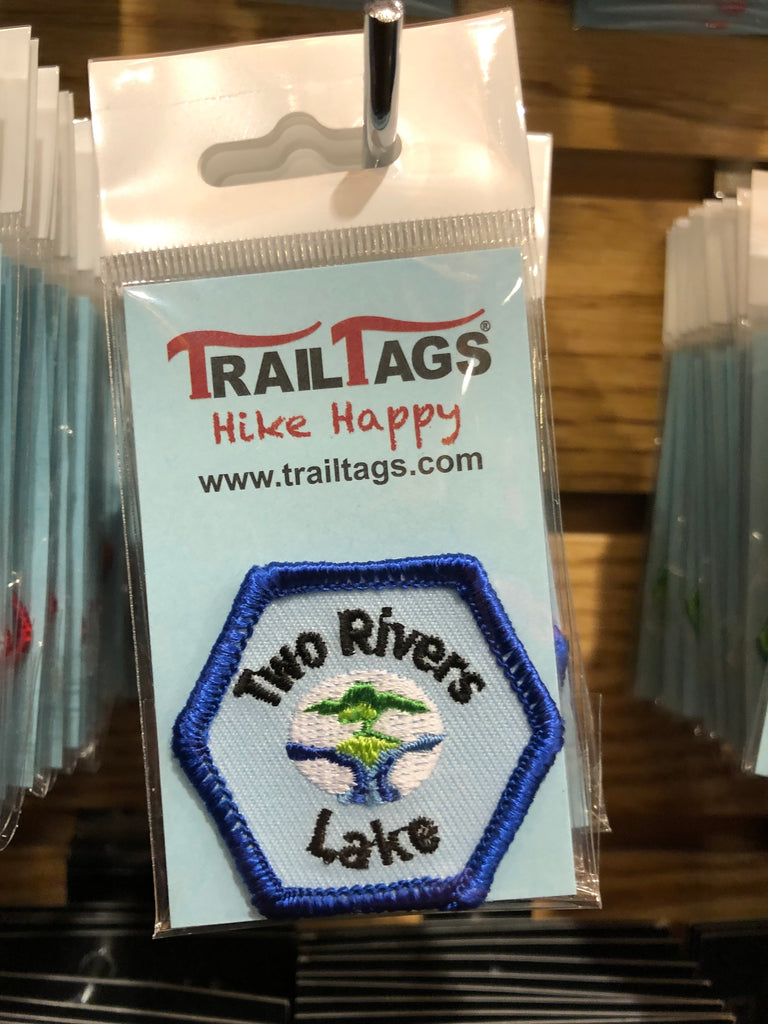 TRAILTAGS®
Hike Happy
www.trailtags.com
Two Rivers
Lake